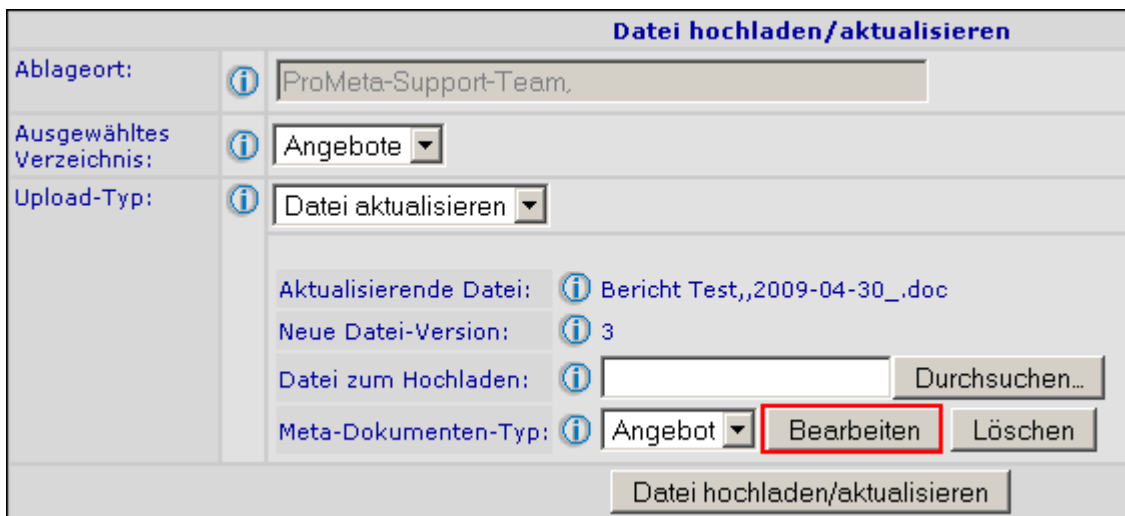 Datei hochladen/aktualisieren
Ablageort:
ProMeta-Support-Team,
Ausgewähltes
Verzeichnis:
Angebote
Upload-Typ:
Datei aktualisieren
Aktualisierende Datei: Bericht Test,,2009-04-30_.doc
Neue Datei-Version: 3
Datei zum Hochladen: Durchsuchen...
Meta-Dokumenten-Typ: Angebot Bearbeiten Löschen
Datei hochladen/aktualisieren